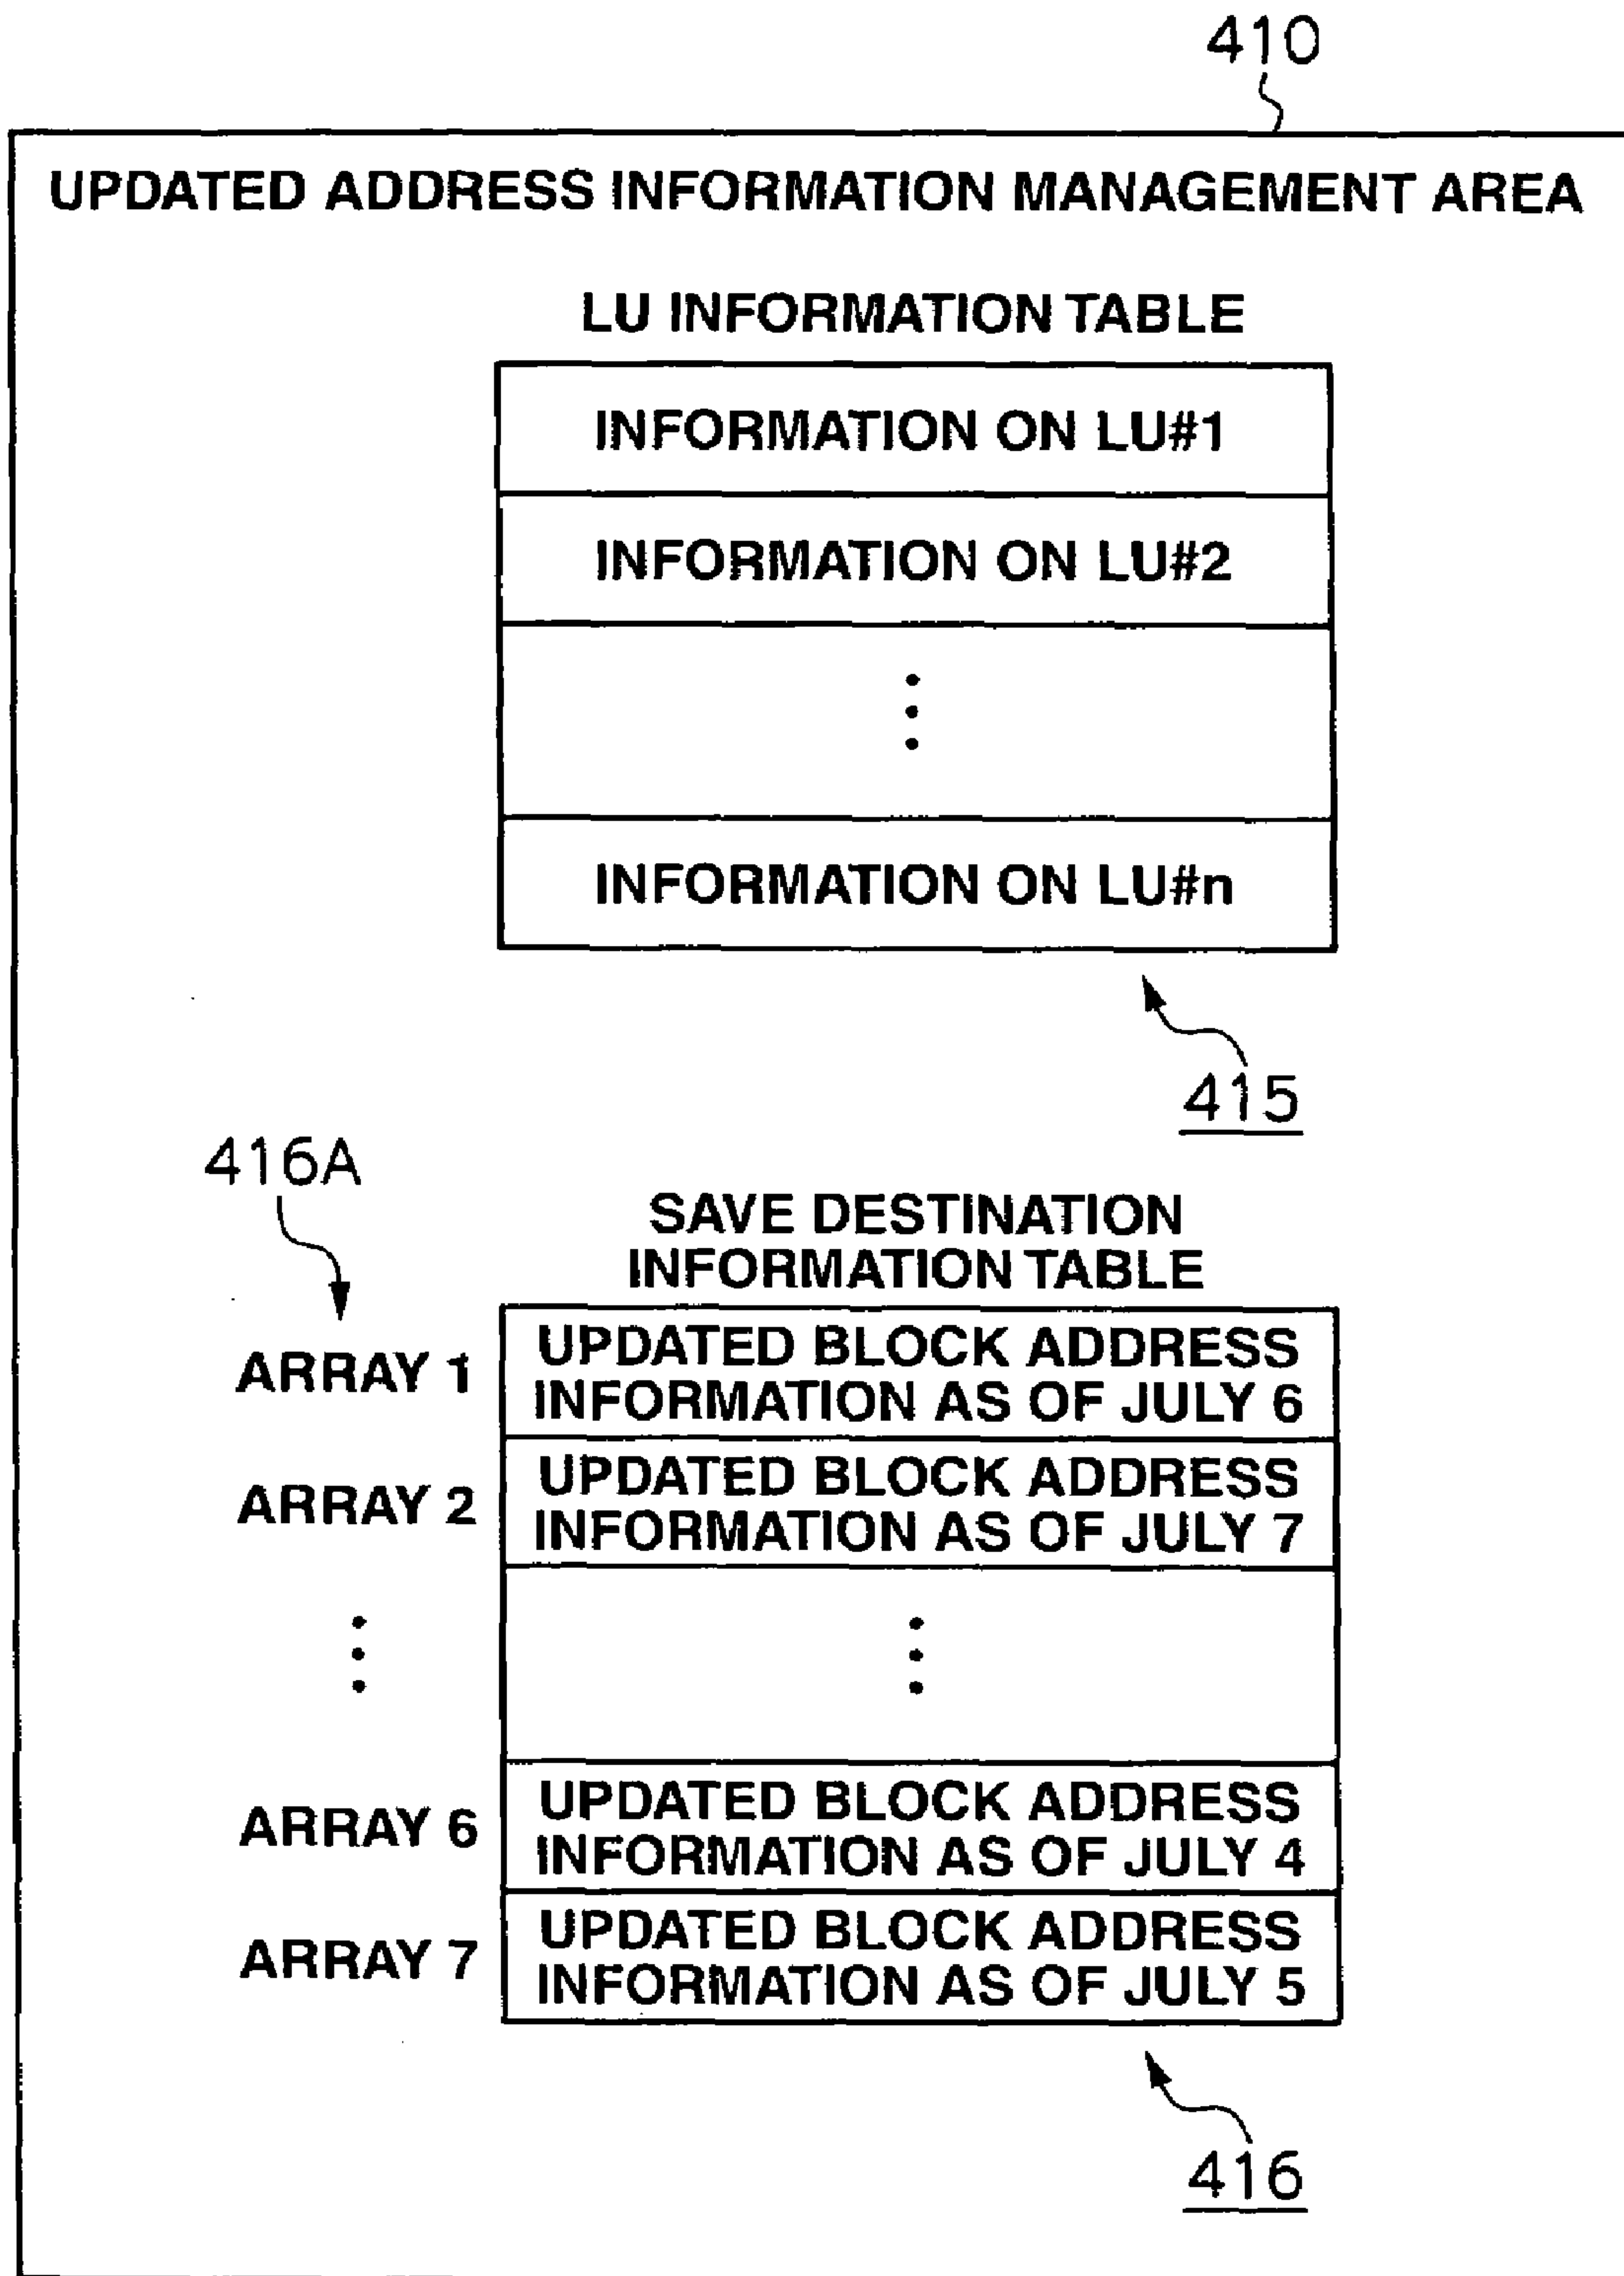 410
UPDATED ADDRESS INFORMATION MANAGEMENT AREA
LU INFORMATION TABLE
INFORMATION ON LU#1
INFORMATION ON LU#2
INFORMATION ON LU#n
415
416A
SAVE DESTINATION
INFORMATION TABLE
ARRAY 1
UPDATED BLOCK ADDRESS
INFORMATION AS OF JULY 6
ARRAY 2
UPDATED BLOCK ADDRESS
INFORMATION AS OF JULY 7
ARRAY 6
UPDATED BLOCK ADDRESS
INFORMATION AS OF JULY 4
ARRAY 7
UPDATED BLOCK ADDRESS
INFORMATION AS OF JULY 5
416